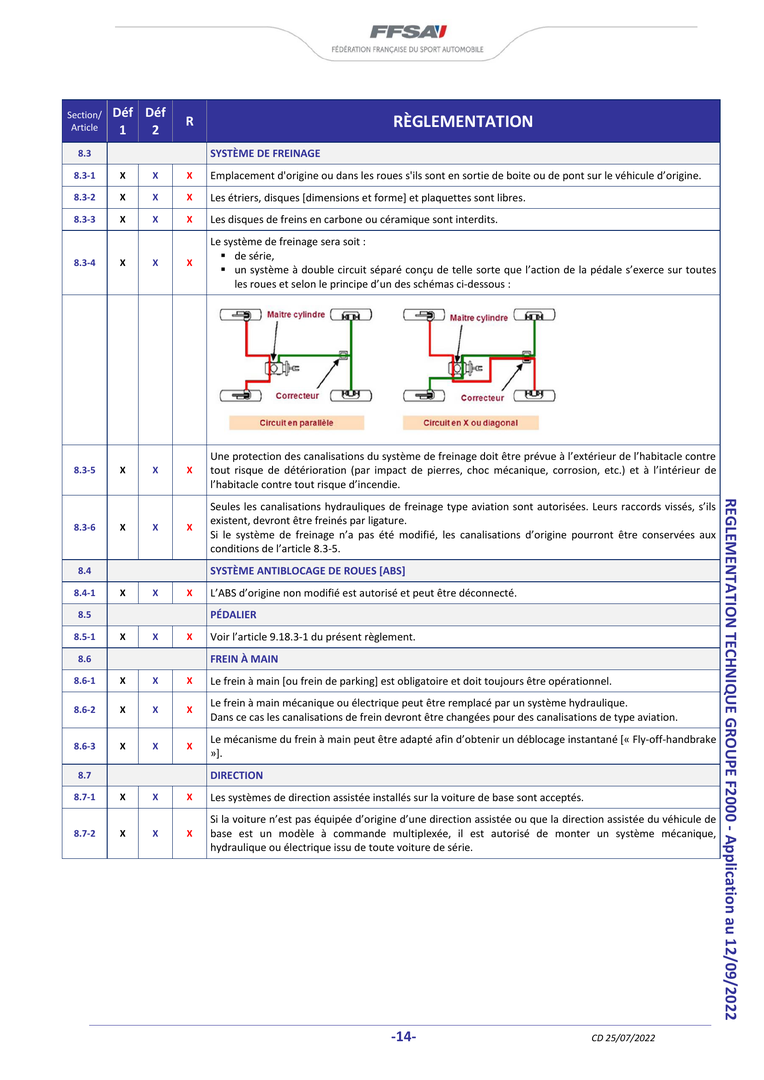 FFSA
FÉDÉRATION FRANÇAISE DU SPORT AUTOMOBILE
Section/ Article Déf 1 Déf 2 R RÈGLEMENTATION
8.3 SYSTÈME DE FREINAGE
8.3-1 X X X Emplacement d'origine ou dans les roues s'ils sont en sortie de boite ou de pont sur le véhicule d'origine.
8.3-2 X X X Les étriers, disques [dimensions et forme] et plaquettes sont libres.
8.3-3 X X X Les disques de freins en carbone ou céramique sont interdits.
8.3-4 X X X Le système de freinage sera soit :
▪ de série,
▪ un système à double circuit séparé conçu de telle sorte que l'action de la pédale s'exerce sur toutes
les roues et selon le principe d'un des schémas ci-dessous :
Maître cylindre
Correcteur
Circuit en parallèle
Maître cylindre
Correcteur
Circuit en X ou diagonal
8.3-5 X X X Une protection des canalisations du système de freinage doit être prévue à l'extérieur de l'habitacle contre
tout risque de détérioration (par impact de pierres, choc mécanique, corrosion, etc.) et à l'intérieur de
l'habitacle contre tout risque d'incendie.
8.3-6 X X X Seules les canalisations hydrauliques de freinage type aviation sont autorisées. Leurs raccords vissés, s'ils
existent, devront être freinés par ligature.
Si le système de freinage n'a pas été modifié, les canalisations d'origine pourront être conservées aux
conditions de l'article 8.3-5.
8.4 SYSTÈME ANTIBLOCAGE DE ROUES [ABS]
8.4-1 X X X L'ABS d'origine non modifié est autorisé et peut être déconnecté.
8.5 PÉDALIER
8.5-1 X X X Voir l'article 9.18.3-1 du présent règlement.
8.6 FREIN À MAIN
8.6-1 X X X Le frein à main [ou frein de parking] est obligatoire et doit toujours être opérationnel.
8.6-2 X X X Le frein à main mécanique ou électrique peut être remplacé par un système hydraulique.
Dans ce cas les canalisations de frein devront être changées pour des canalisations de type aviation.
8.6-3 X X X Le mécanisme du frein à main peut être adapté afin d'obtenir un déblocage instantané [« Fly-off-handbrake
»].
8.7 DIRECTION
8.7-1 X X X Les systèmes de direction assistée installés sur la voiture de base sont acceptés.
8.7-2 X X X Si la voiture n'est pas équipée d'origine d'une direction assistée ou que la direction assistée du véhicule de
base est un modèle à commande multiplexée, il est autorisé de monter un système mécanique,
hydraulique ou électrique issu de toute voiture de série.
REGLEMENTATION TECHNIQUE GROUPE F2000 - Application au 12/09/2022
-14-
CD 25/07/2022